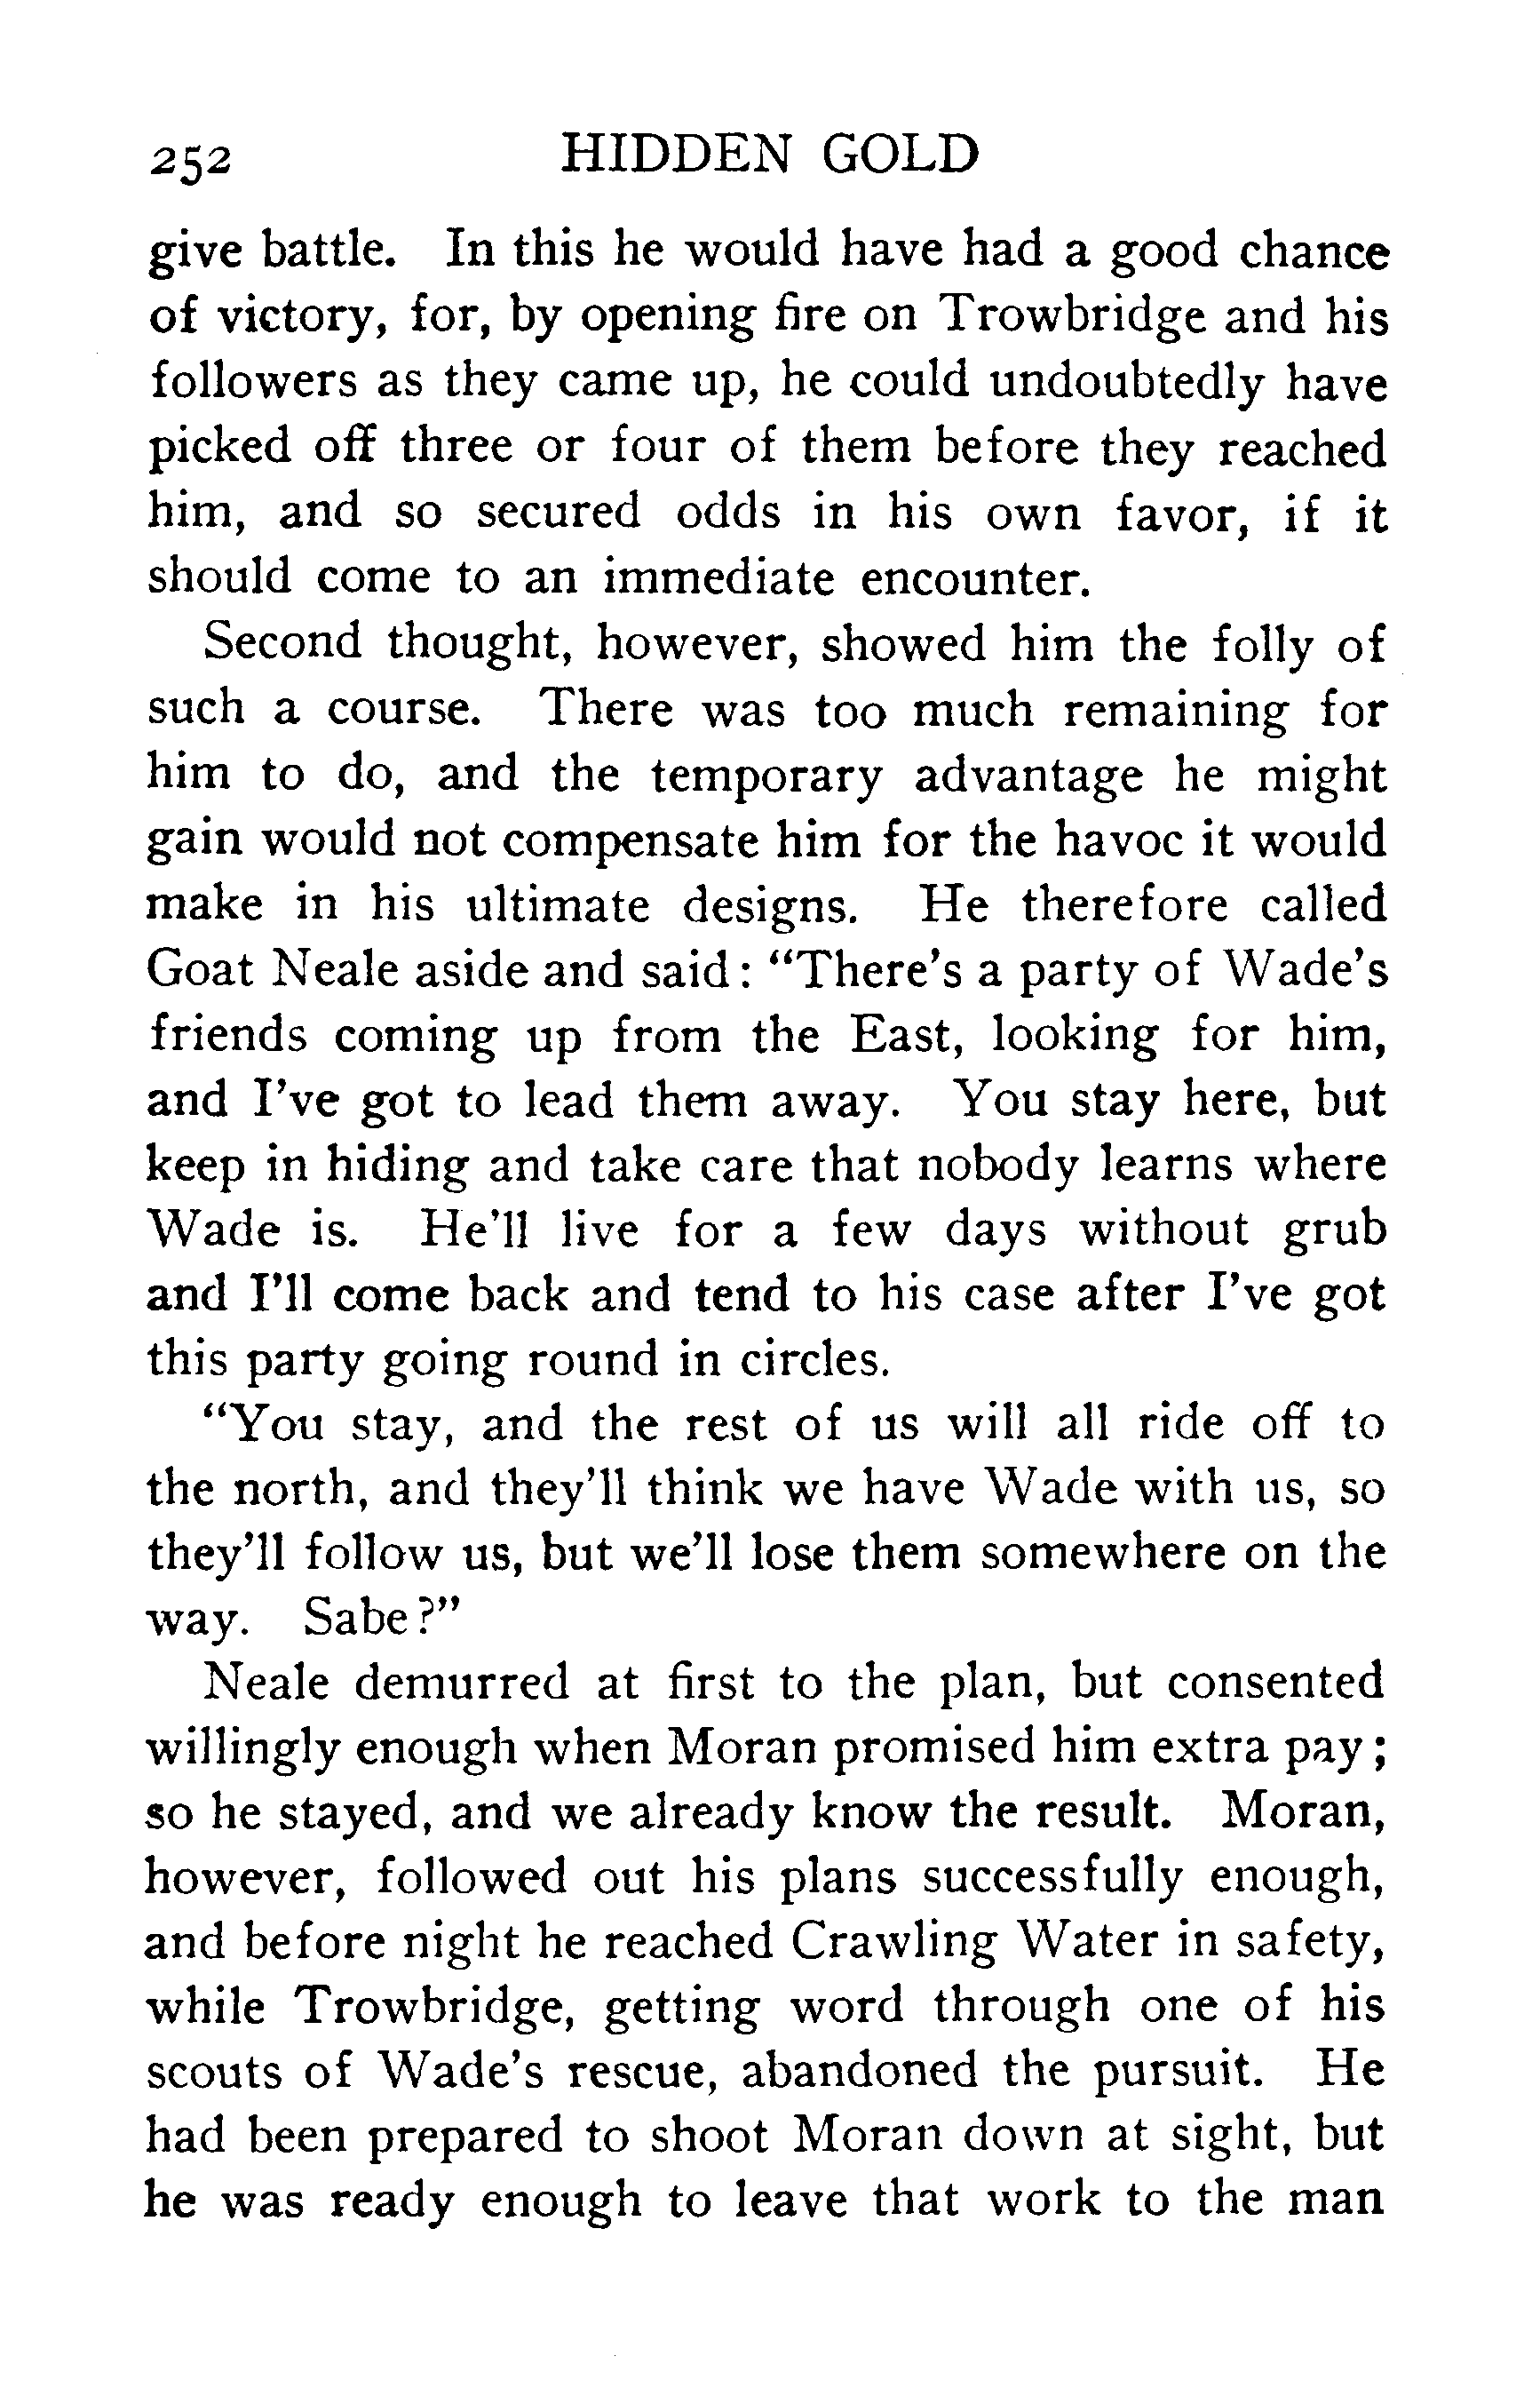 252 HIDDEN GOLD
give battle. In this he would have had a good chance
of victory, for, by opening fire on Trowbridge and his
followers as they came up, he could undoubtedly have
picked off three or four of them before they reached
him, and so secured odds in his own favor, if it
should come to an immediate encounter.
Second thought, however, showed him the folly of
such a course. There was too much remaining for
him to do, and the temporary advantage he might
gain would not compensate him for the havoc it would
make in his ultimate designs. He therefore called
Goat Neale aside and said: "There's a party of Wade's
friends coming up from the East, looking for him,
and I've got to lead them away. You stay here, but
keep in hiding and take care that nobody learns where
Wade is. He'll live for a few days without grub
and I'll come back and tend to his case after I've got
this party going round in circles.
"You stay, and the rest of us will all ride off to
the north, and they'll think we have Wade with us, so
they'll follow us, but we'll lose them somewhere on the
way. Sabe?"
Neale demurred at first to the plan, but consented
willingly enough when Moran promised him extra pay;
so he stayed, and we already know the result. Moran,
however, followed out his plans successfully enough,
and before night he reached Crawling Water in safety,
while Trowbridge, getting word through one of his
scouts of Wade's rescue, abandoned the pursuit. He
had been prepared to shoot Moran down at sight, but
he was ready enough to leave that work to the man